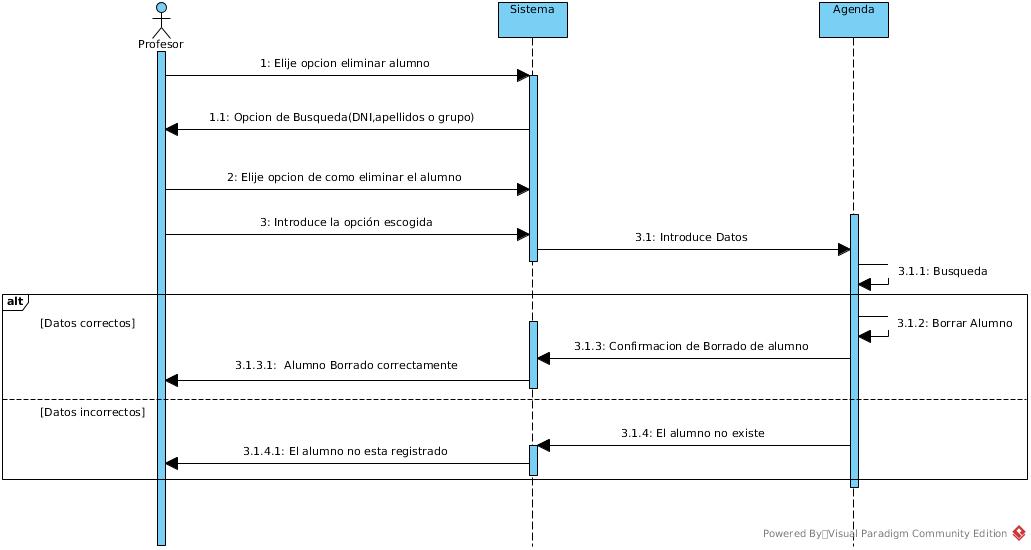 Profesor
Sistema
Agenda
1: Elije opcion eliminar alumno
1.1: Opcion de Busqueda(DNI,apellidos o grupo)
2: Elije opcion de como eliminar el alumno
3: Introduce la opción escogida
3.1: Introduce Datos
3.1.1: Busqueda
alt
[Datos correctos]
3.1.2: Borrar Alumno
3.1.3: Confirmacion de Borrado de alumno
3.1.3.1: Alumno Borrado correctamente
[Datos incorrectos]
3.1.4: El alumno no existe
3.1.4.1: El alumno no esta registrado
Powered By Visual Paradigm Community Edition